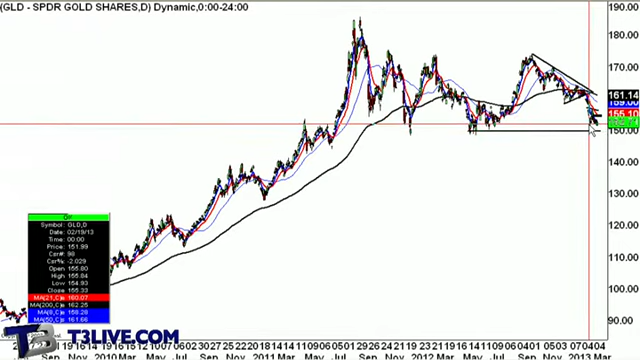 (GLD - SPDR GOLD SHARES,D) Dynamic,0:00-24:00
190.00
180.00
170.00
161.14
155.10
150.00
140.00
130.00
120.00
110.00
100.00
90.00
Symbol: GLD,D
Date: 02/19/13
Time: 00:00
Price: 151.99
Csr#: 98
Csr%: -2.029
Open 155.80
High 155.84
Low 154.93
Close 155.33
MA(21,C)= 160.07
MA(200,C)= 162.25
MA(8,C)= 158.28
MA(50,C)= 161.66
T3 T3LIVE.COM
Sep Nov 2010 Mar May Jul Sep Nov 2011 Mar May Jul Sep Nov 2012 Mar May Jul Sep Nov 2013 Mar